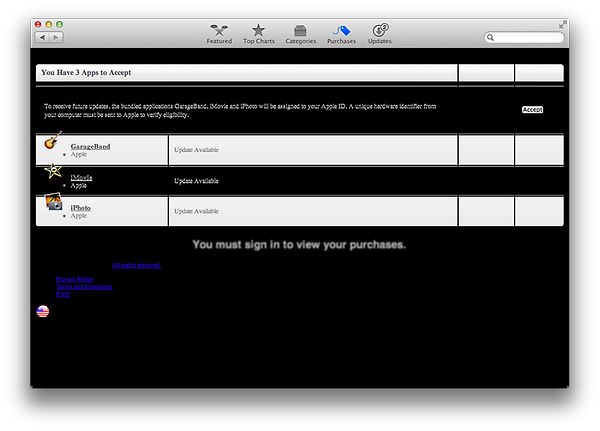 2
Featured Top Charts Categories Purchases Updates
You Have 3 Apps to Accept
To receive future updates, the bundled applications GarageBand, iMovie and iPhoto will be assigned to your Apple ID. A unique hardware identifier from
your computer must be sent to Apple to verify eligibility.
Accept
GarageBand
Apple
Update Available
iMovie
Apple
Update Available
iPhoto
Apple
Update Available
You must sign in to view your purchases.
All rights reserved.
Privacy Policy
Terms and Conditions
FAQ